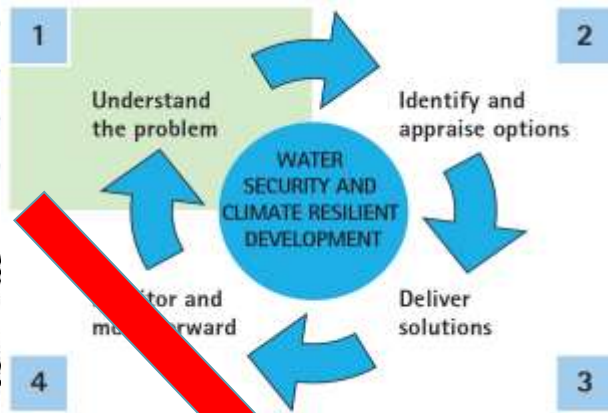 1
2
Understand
the problem
Identify and
appraise options
WATER
SECURITY AND
CLIMATE RESILIENT
DEVELOPMENT
and
Deliver
solutions
4
3